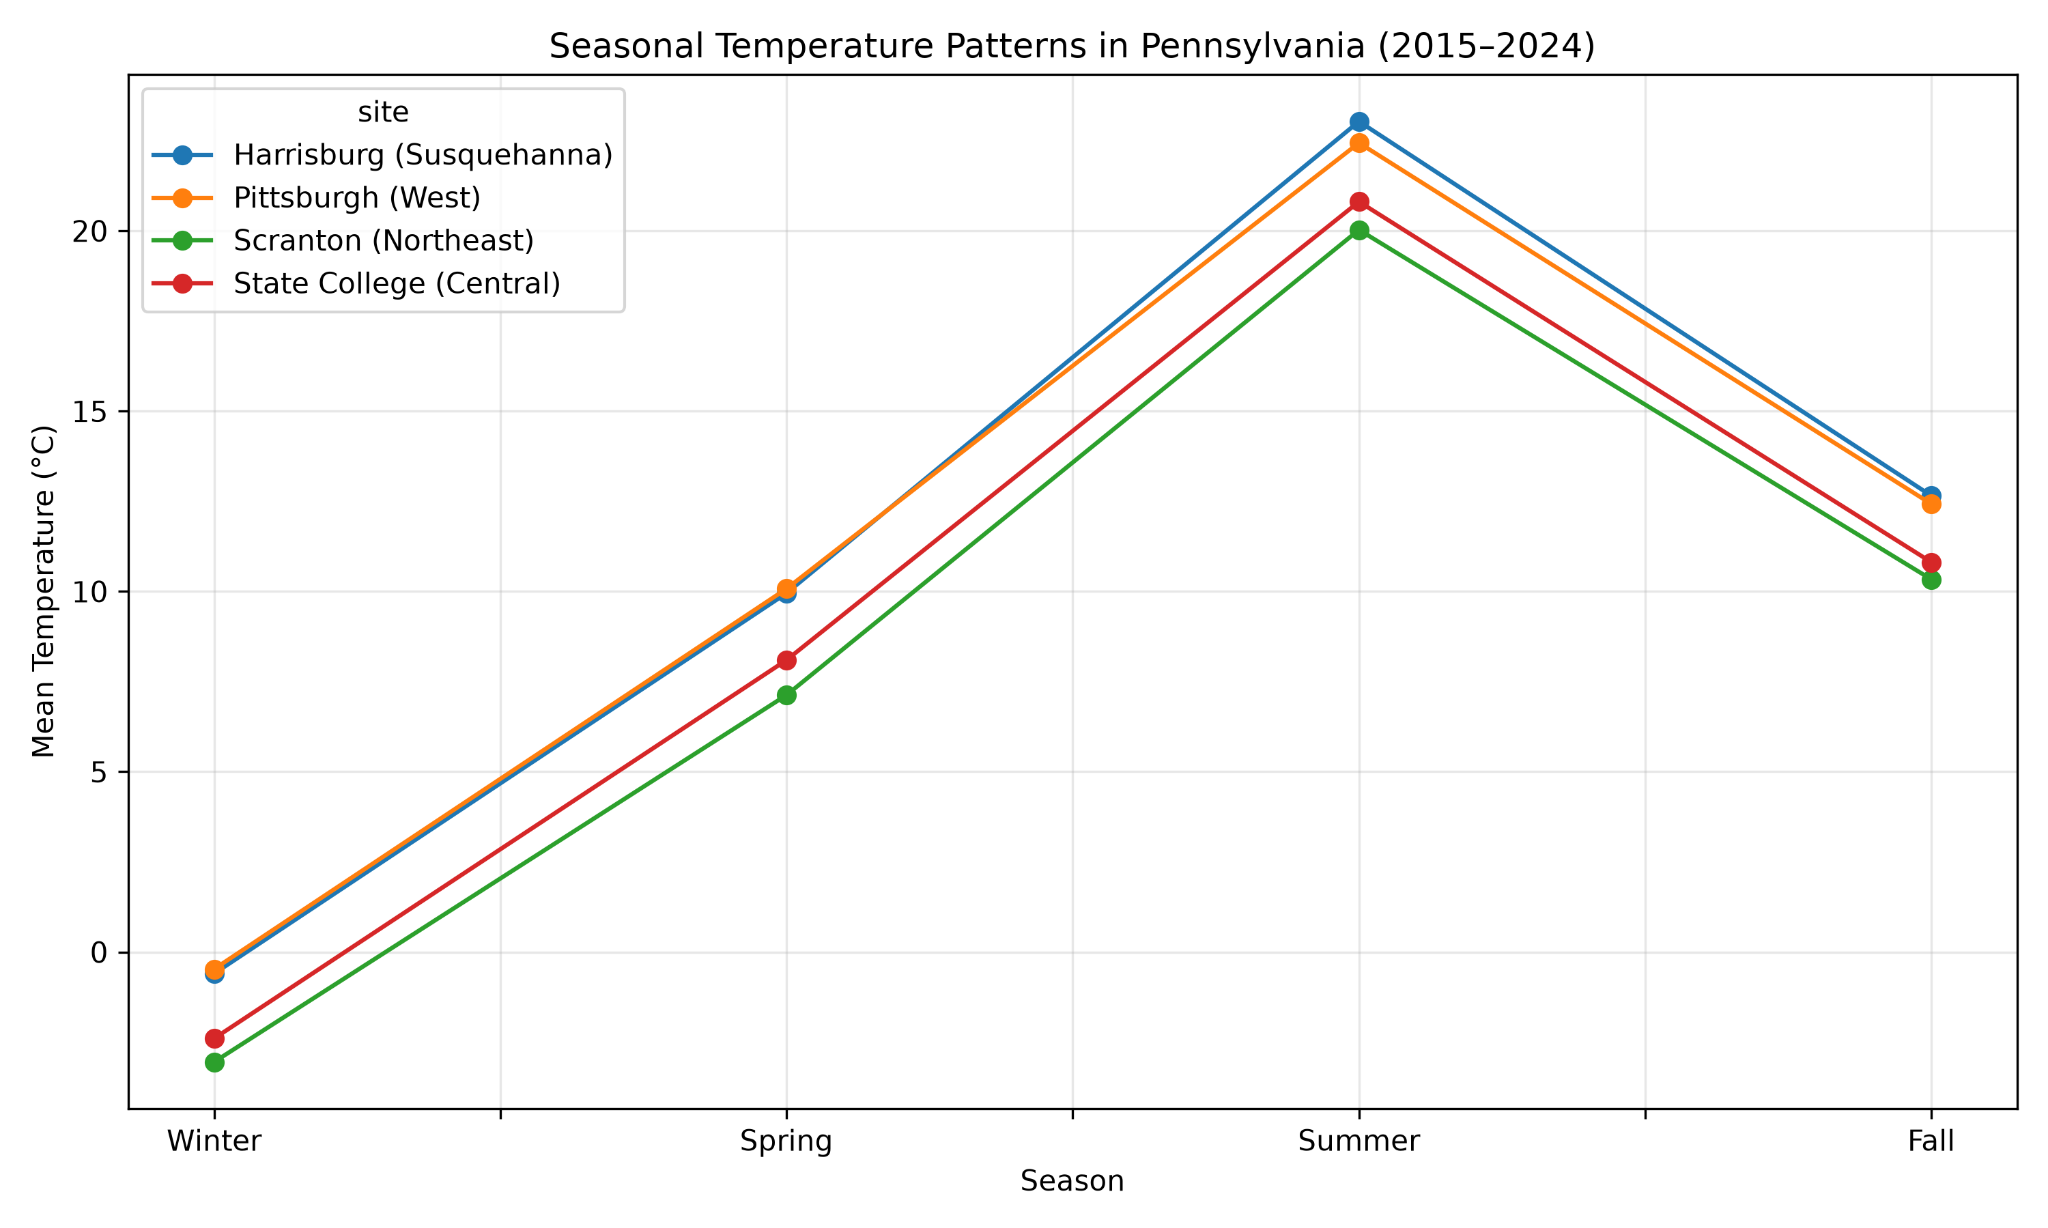 Seasonal Temperature Patterns in Pennsylvania (2015–2024)
site
Harrisburg (Susquehanna)
Pittsburgh (West)
Scranton (Northeast)
State College (Central)
Mean Temperature (°C)
20
15
10
5
0
Winter Spring Summer Fall
Season